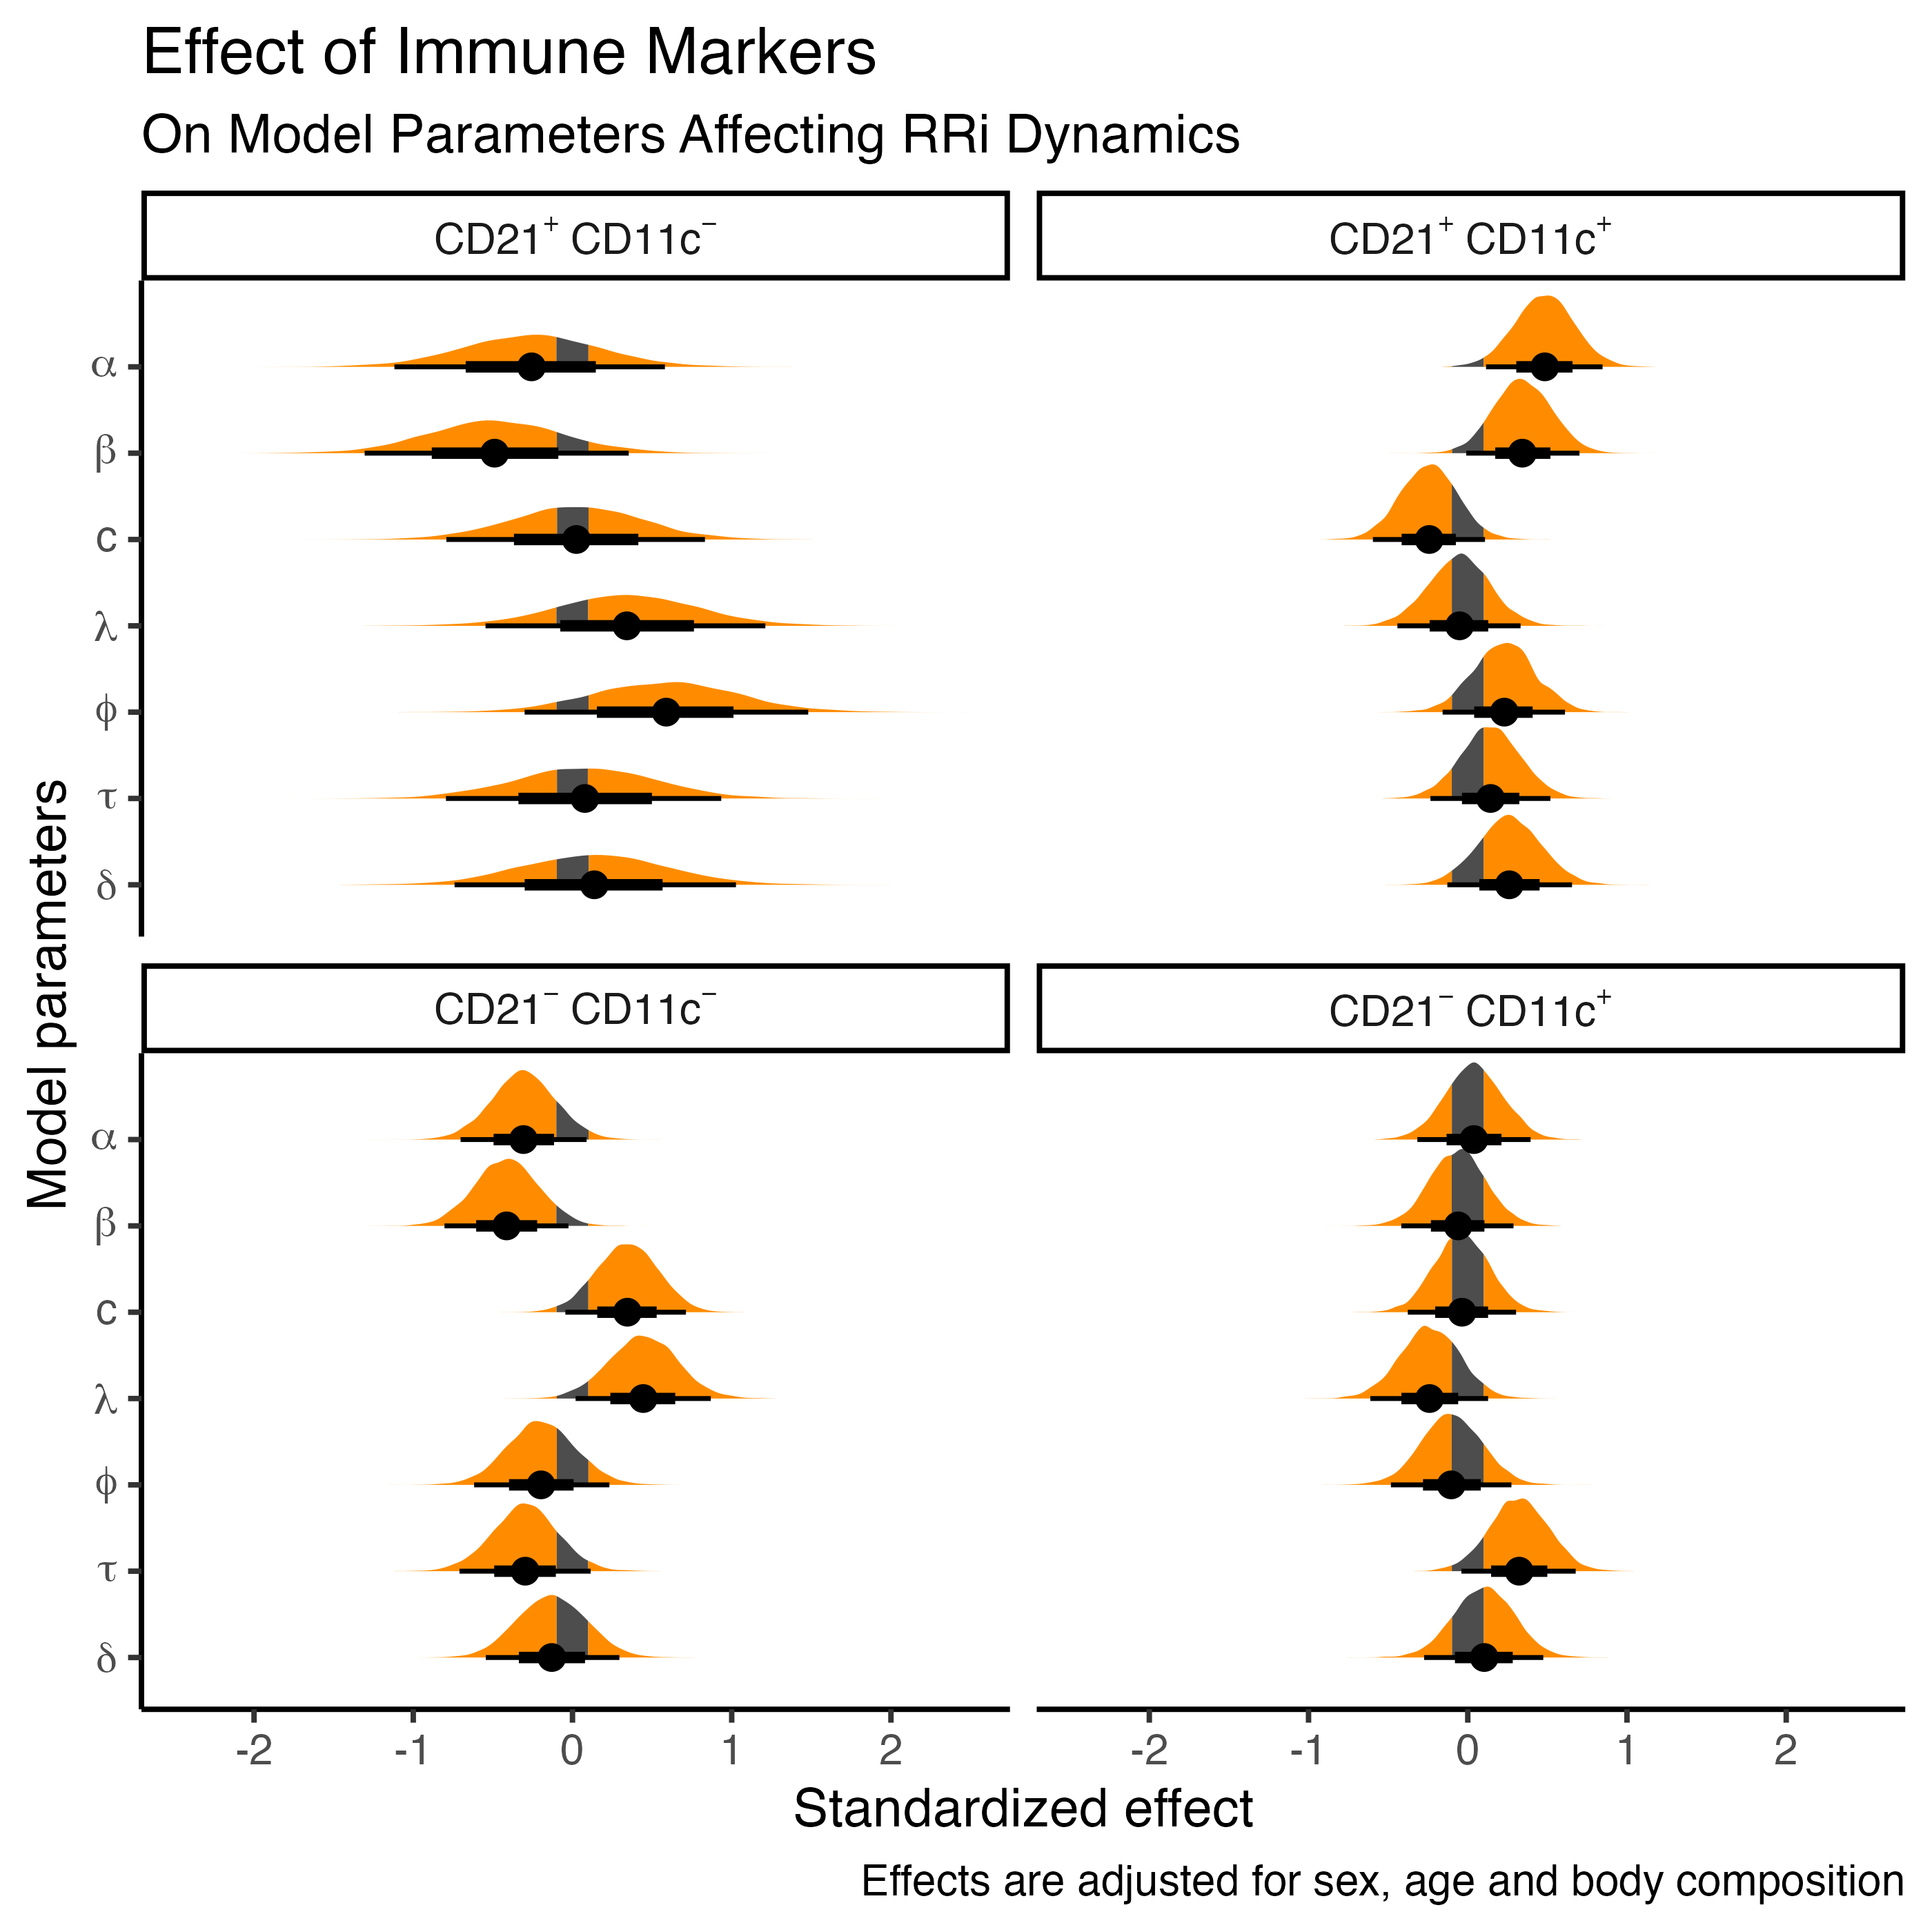 Effect of Immune Markers
On Model Parameters Affecting RRi Dynamics
CD21⁺ CD11c⁻
CD21⁺ CD11c⁺
α
β
c
λ
ϕ
τ
δ
Model parameters
CD21⁻ CD11c⁻
CD21⁻ CD11c⁺
α
β
c
λ
ϕ
τ
δ
-2 -1 0 1 2 -2 -1 0 1 2
Standardized effect
Effects are adjusted for sex, age and body composition